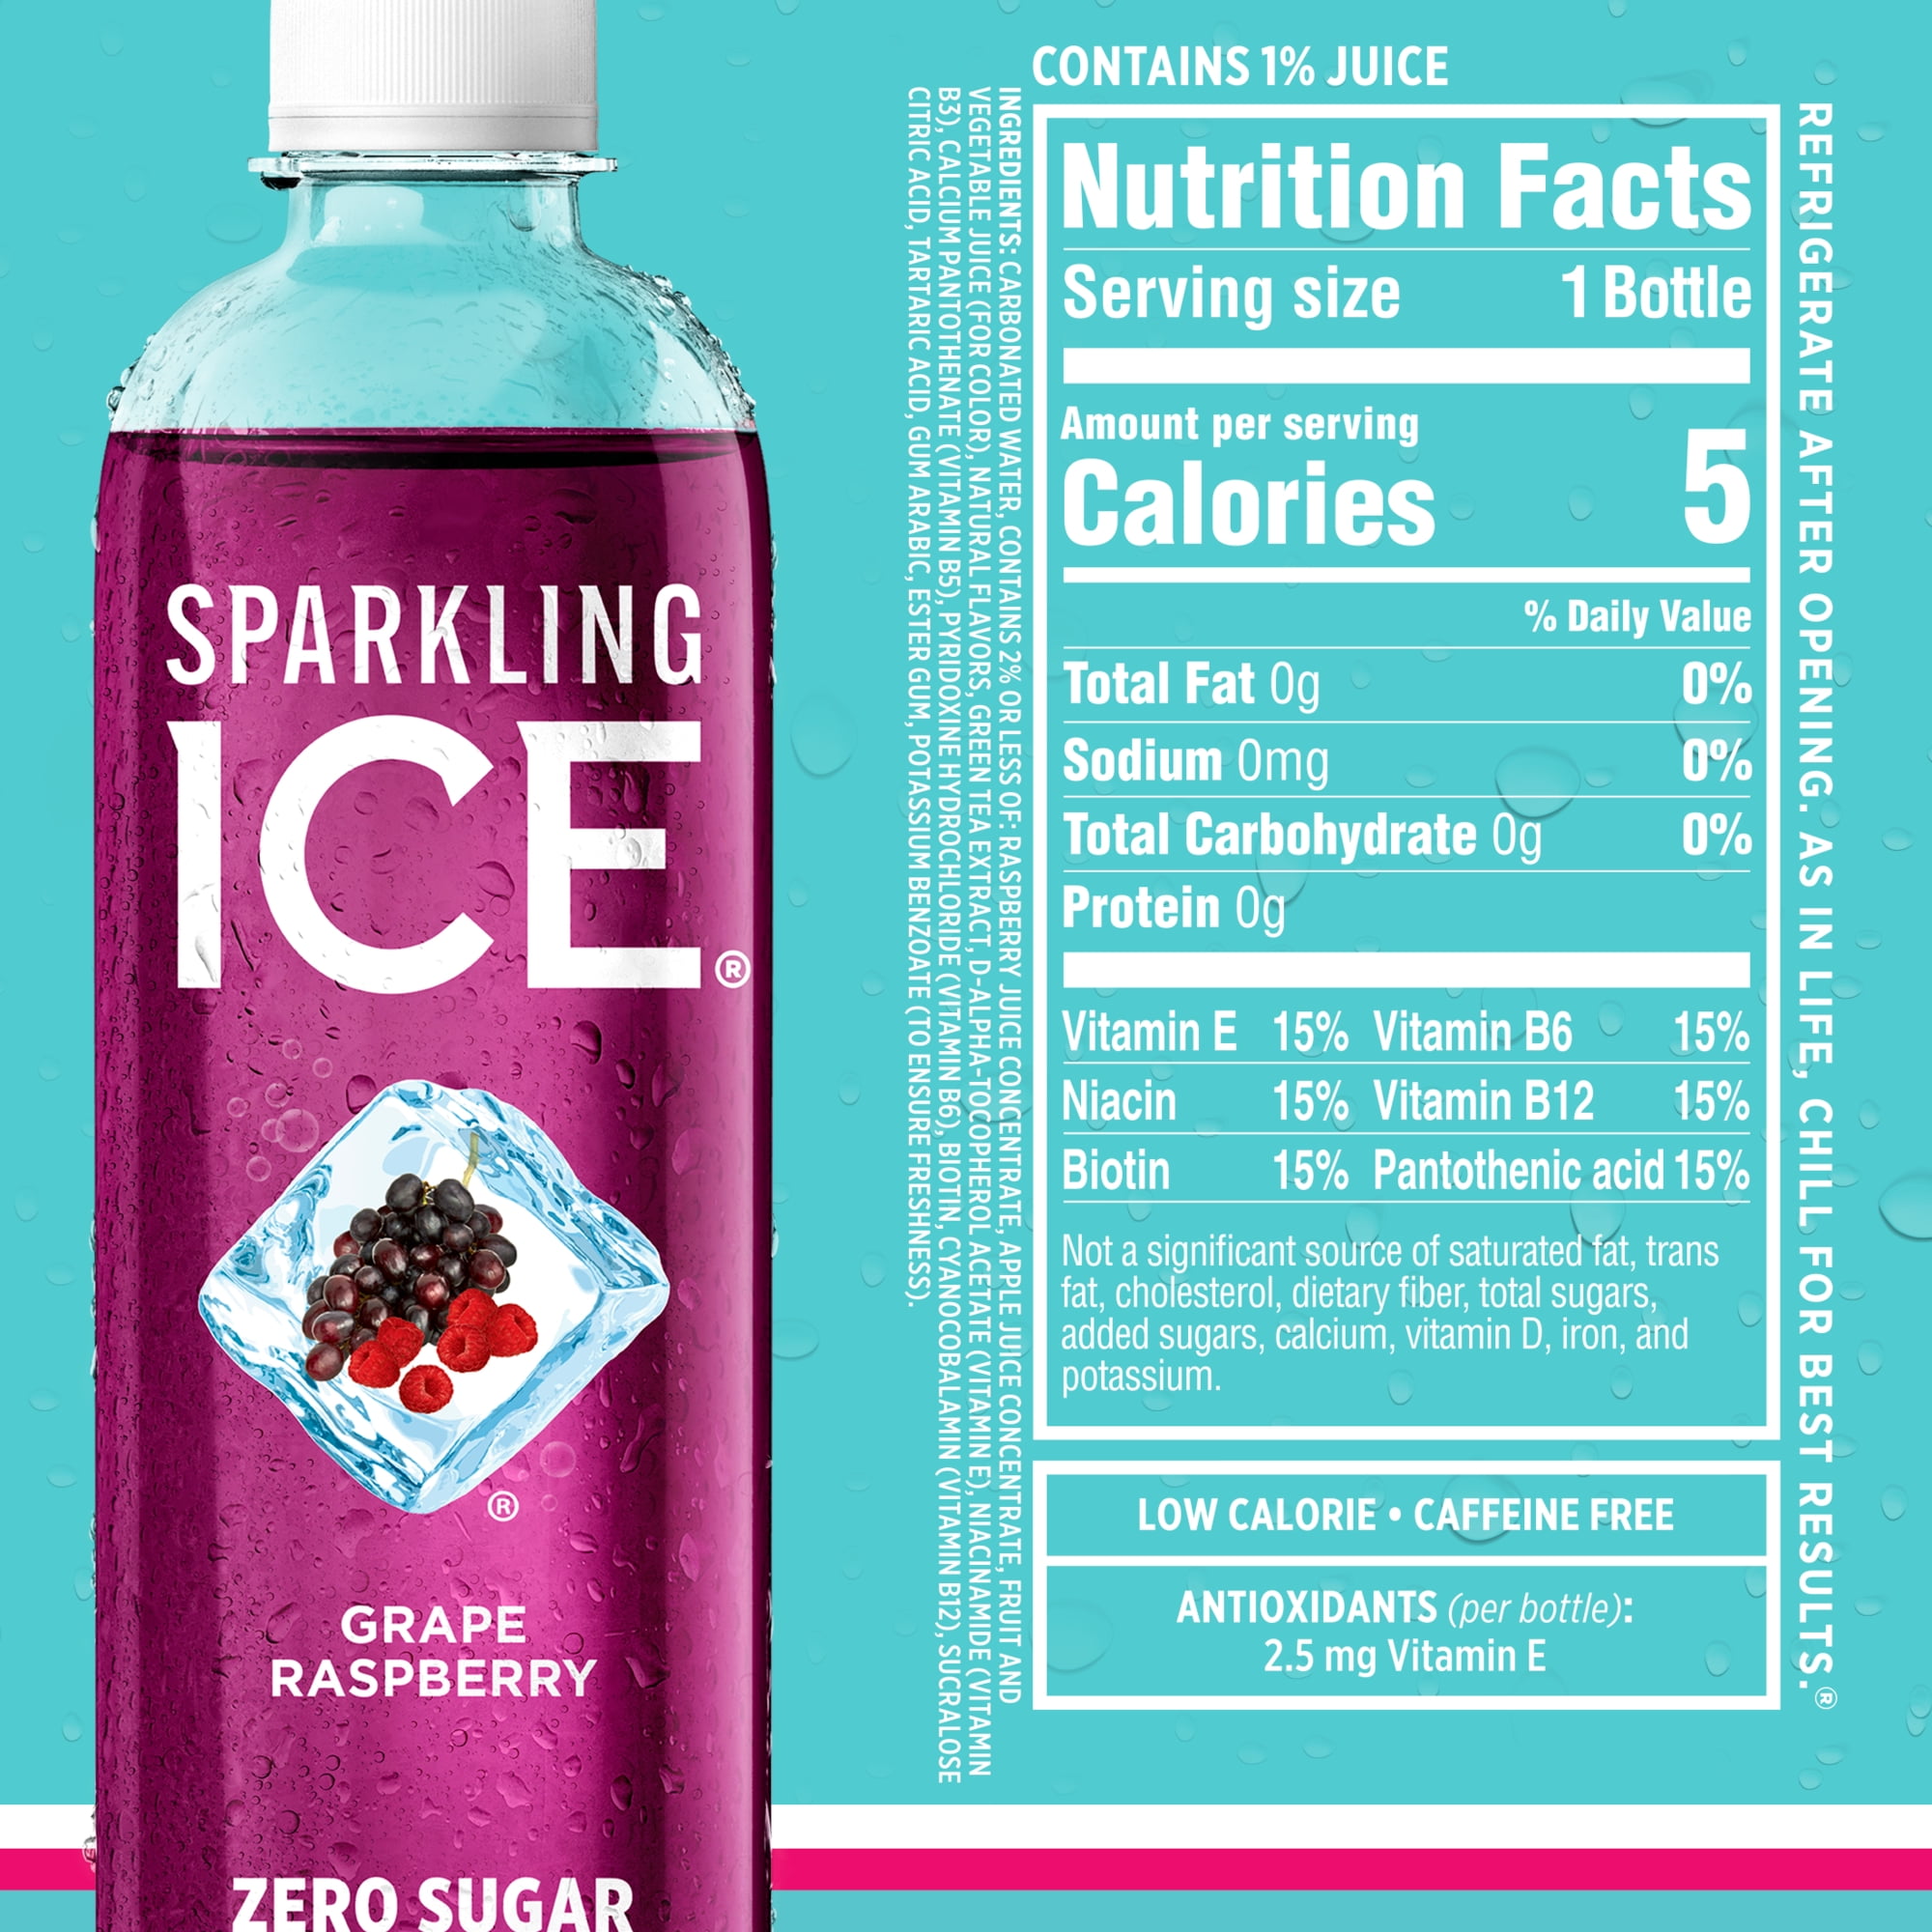 SPARKLING
ICE®
®
GRAPE
RASPBERRY
ZERO SUGAR
INGREDIENTS: CARBONATED WATER, CONTAINS 2% OR LESS OF: RASPBERRY JUICE CONCENTRATE, APPLE JUICE CONCENTRATE, FRUIT AND
VEGETABLE JUICE (FOR COLOR), NATURAL FLAVORS, GREEN TEA EXTRACT, D-ALPHA-TOCOPHEROL ACETATE (VITAMIN E), NIACINAMIDE (VITAMIN
B3), CALCIUM PANTOTHENATE (VITAMIN B5), PYRIDOXINE HYDROCHLORIDE (VITAMIN B6), BIOTIN, CYANOCOBALAMIN (VITAMIN B12), SUCRALOSE
CITRIC ACID, TARTARIC ACID, GUM ARABIC, ESTER GUM, POTASSIUM BENZOATE (TO ENSURE FRESHNESS).
CONTAINS 1% JUICE
Nutrition Facts
Serving size 1 Bottle
Amount per serving
Calories 5
% Daily Value
Total Fat 0g 0%
Sodium 0mg 0%
Total Carbohydrate 0g 0%
Protein 0g
Vitamin E 15% Vitamin B6 15%
Niacin 15% Vitamin B12 15%
Biotin 15% Pantothenic acid 15%
Not a significant source of saturated fat, trans
fat, cholesterol, dietary fiber, total sugars,
added sugars, calcium, vitamin D, iron, and
potassium.
LOW CALORIE • CAFFEINE FREE
ANTIOXIDANTS (per bottle):
2.5 mg Vitamin E
REFRIGERATE AFTER OPENING. AS IN LIFE, CHILL FOR BEST RESULTS.®